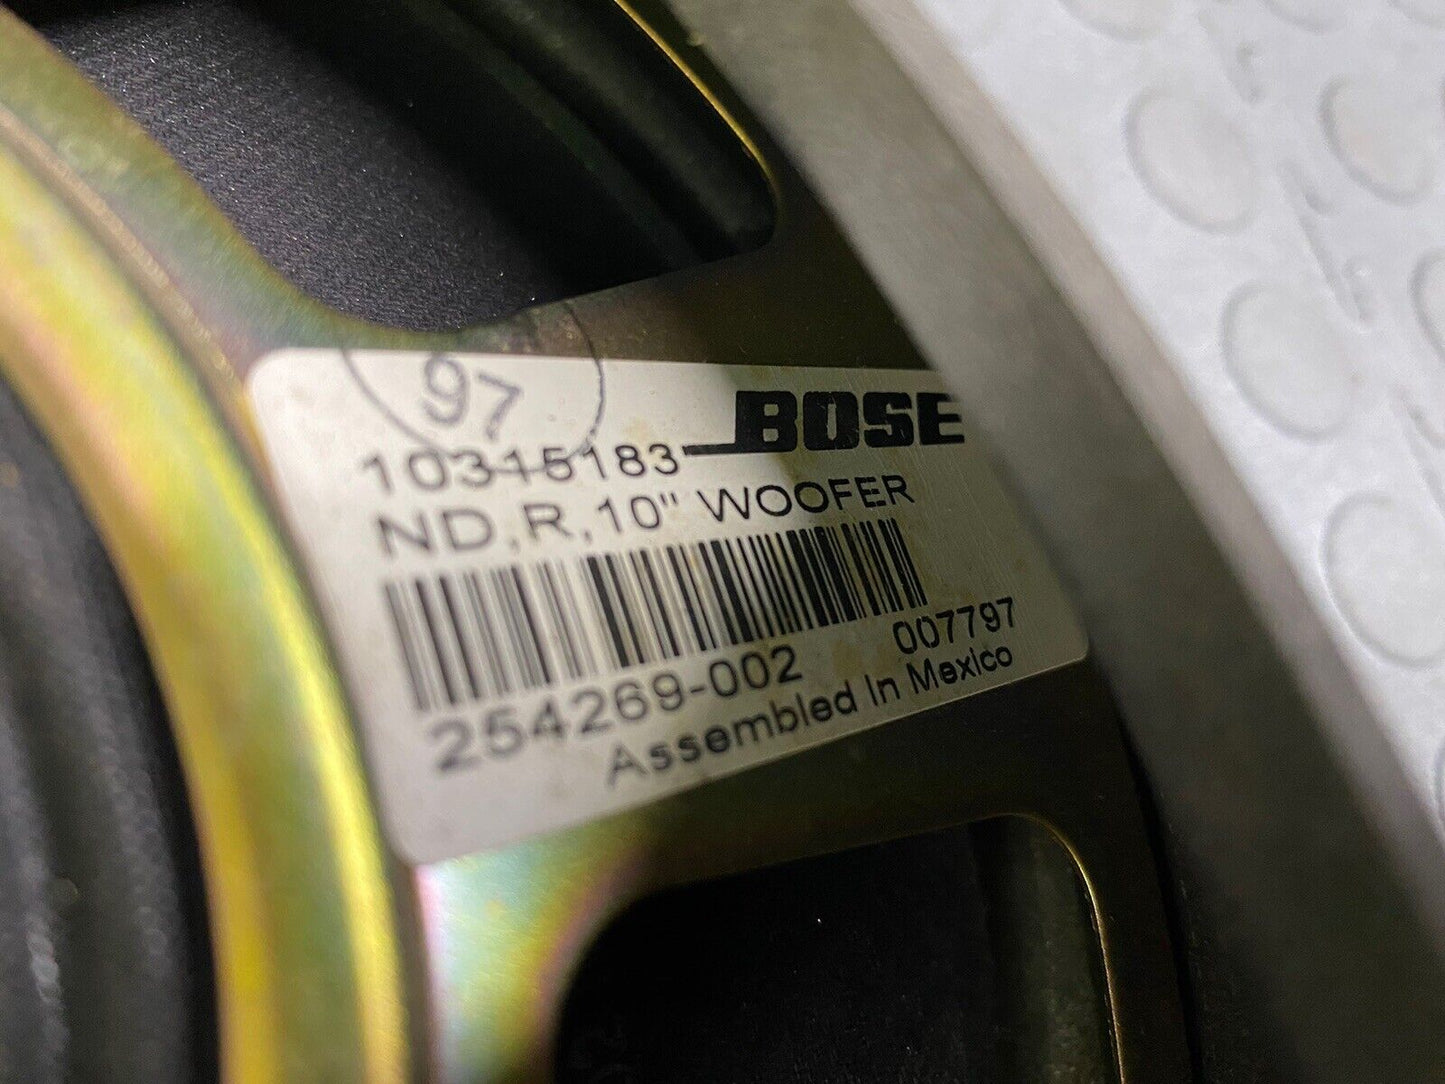 97
10315183 BOSE
ND,R,10" WOOFER
254269-002 007797
Assembled In Mexico